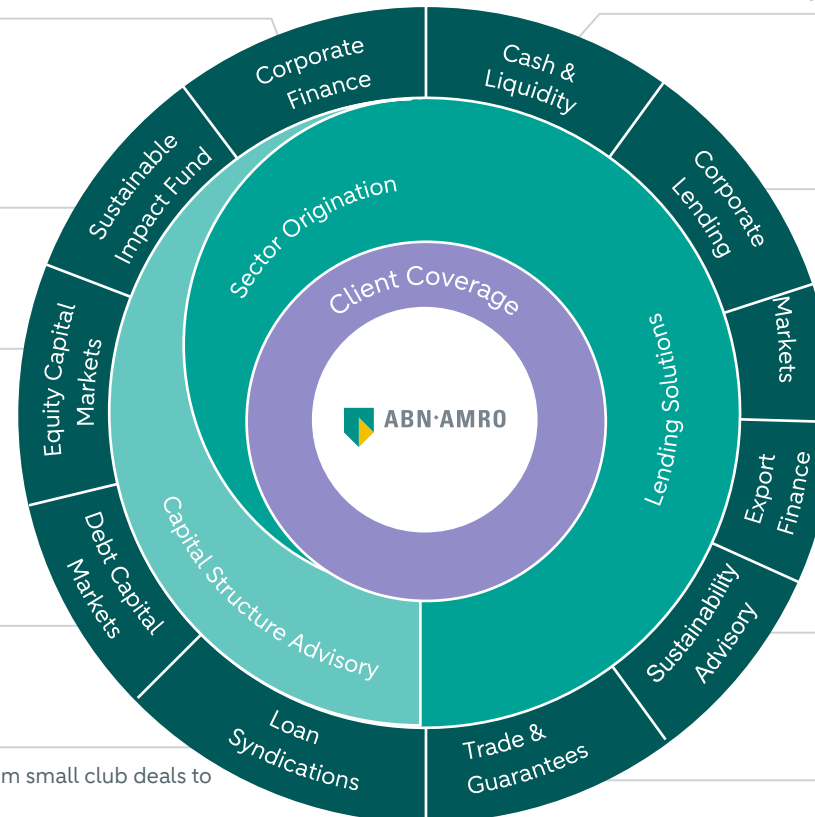 Corporate
Finance
Cash &
Liquidity
Corporate
Lending
Markets
Export
Finance
Sustainability
Advisory
Trade &
Guarantees
Loan
Syndications
Debt Capital
Markets
Equity Capital
Markets
Sustainable
Impact Fund
Sector Origination
Lending Solutions
Capital Structure Advisory
Client Coverage
ABN·AMRO
m small club deals to